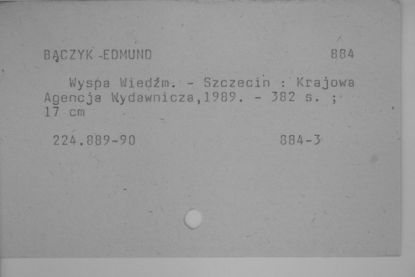 BĄCZYK EDMUND 884
Wyspa Wiedźm. - Szczecin : Krajowa
Agencja Wydawnicza,1989. - 382 s. ;
17 cm
224.889-90 884-3